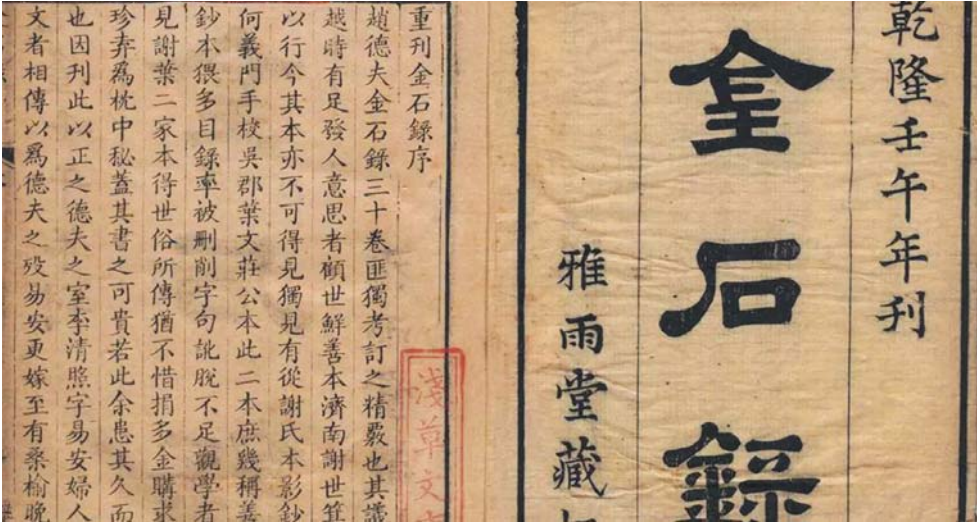 乾隆壬午年刊
金石錄
雅雨堂藏
重刊金石錄序
趙德夫金石錄三十卷匪獨考訂之精覈也其議
越時有足發人意思者顧世鮮善本濟南謝世箕
以行今其本亦不可得見獨見有從謝氏本影鈔
何義門手校吳郡葉文莊公本此二本庶幾稱善
鈔本猥多目錄率被刪削字句訛脫不足觀學者
見謝葉二家本得世俗所傳猶不惜捐多金購求
珍弆爲枕中秘蓋其書之可貴若此余患其久而
也因刊此以正之德夫之室李清照字易安婦人
文者相傳以爲德夫之歿易安更嫁至有桑榆晚
淺草文